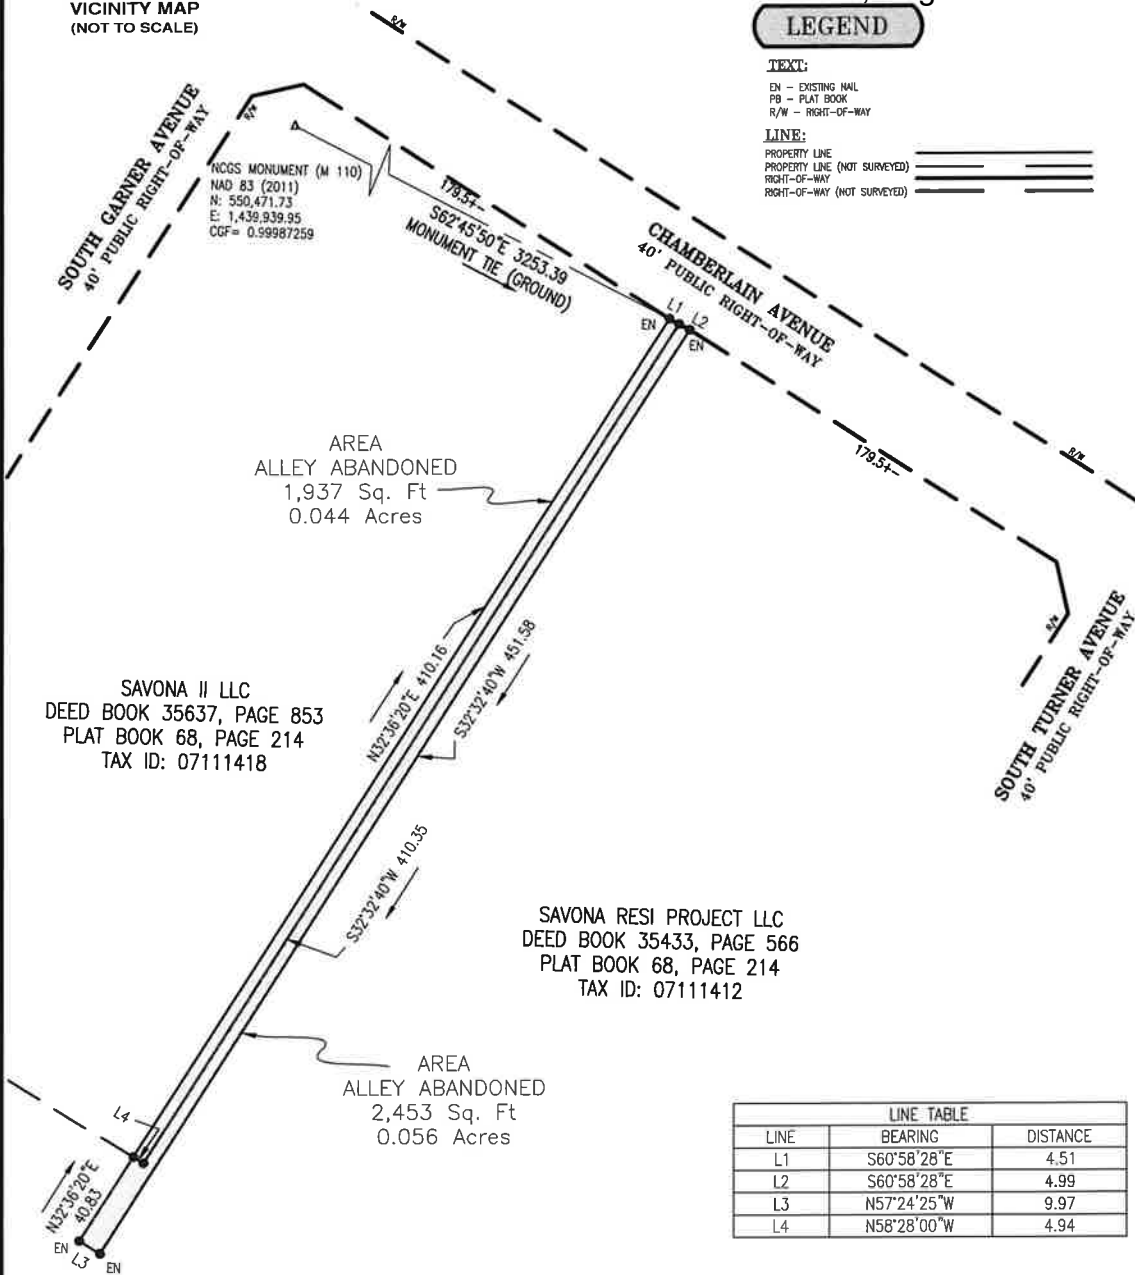 VICINITY MAP
(NOT TO SCALE)
LEGEND
TEXT:
EN - EXISTING NAIL
PB - PLAT BOOK
R/W - RIGHT-OF-WAY
LINE:
PROPERTY LINE
PROPERTY LINE (NOT SURVEYED)
RIGHT-OF-WAY
RIGHT-OF-WAY (NOT SURVEYED)
R/W
SOUTH GARNER AVENUE
40' PUBLIC RIGHT-OF-WAY
R/W
NCGS MONUMENT (M 110)
NAD 83 (2011)
N: 550,471.73
E: 1,439,939.95
CGF= 0.99987259
179.5+-
S62°45'50"E 3253.39
MONUMENT TIE (GROUND)
CHAMBERLAIN AVENUE
40' PUBLIC RIGHT-OF-WAY
L1
L2
EN
EN
179.5+-
R/W
R/W
SOUTH TURNER AVENUE
40' PUBLIC RIGHT-OF-WAY
AREA
ALLEY ABANDONED
1,937 Sq. Ft
0.044 Acres
N32°36'20"E 410.16
S32°32'40"W 451.58
SAVONA II LLC
DEED BOOK 35637, PAGE 853
PLAT BOOK 68, PAGE 214
TAX ID: 07111418
S32°32'40"W 410.35
SAVONA RESI PROJECT LLC
DEED BOOK 35433, PAGE 566
PLAT BOOK 68, PAGE 214
TAX ID: 07111412
AREA
ALLEY ABANDONED
2,453 Sq. Ft
0.056 Acres
L4
N32°36'20"E
40.83
EN
L3
EN
LINE TABLE
LINE BEARING DISTANCE
L1 S60°58'28"E 4.51
L2 S60°58'28"E 4.99
L3 N57°24'25"W 9.97
L4 N58°28'00"W 4.94